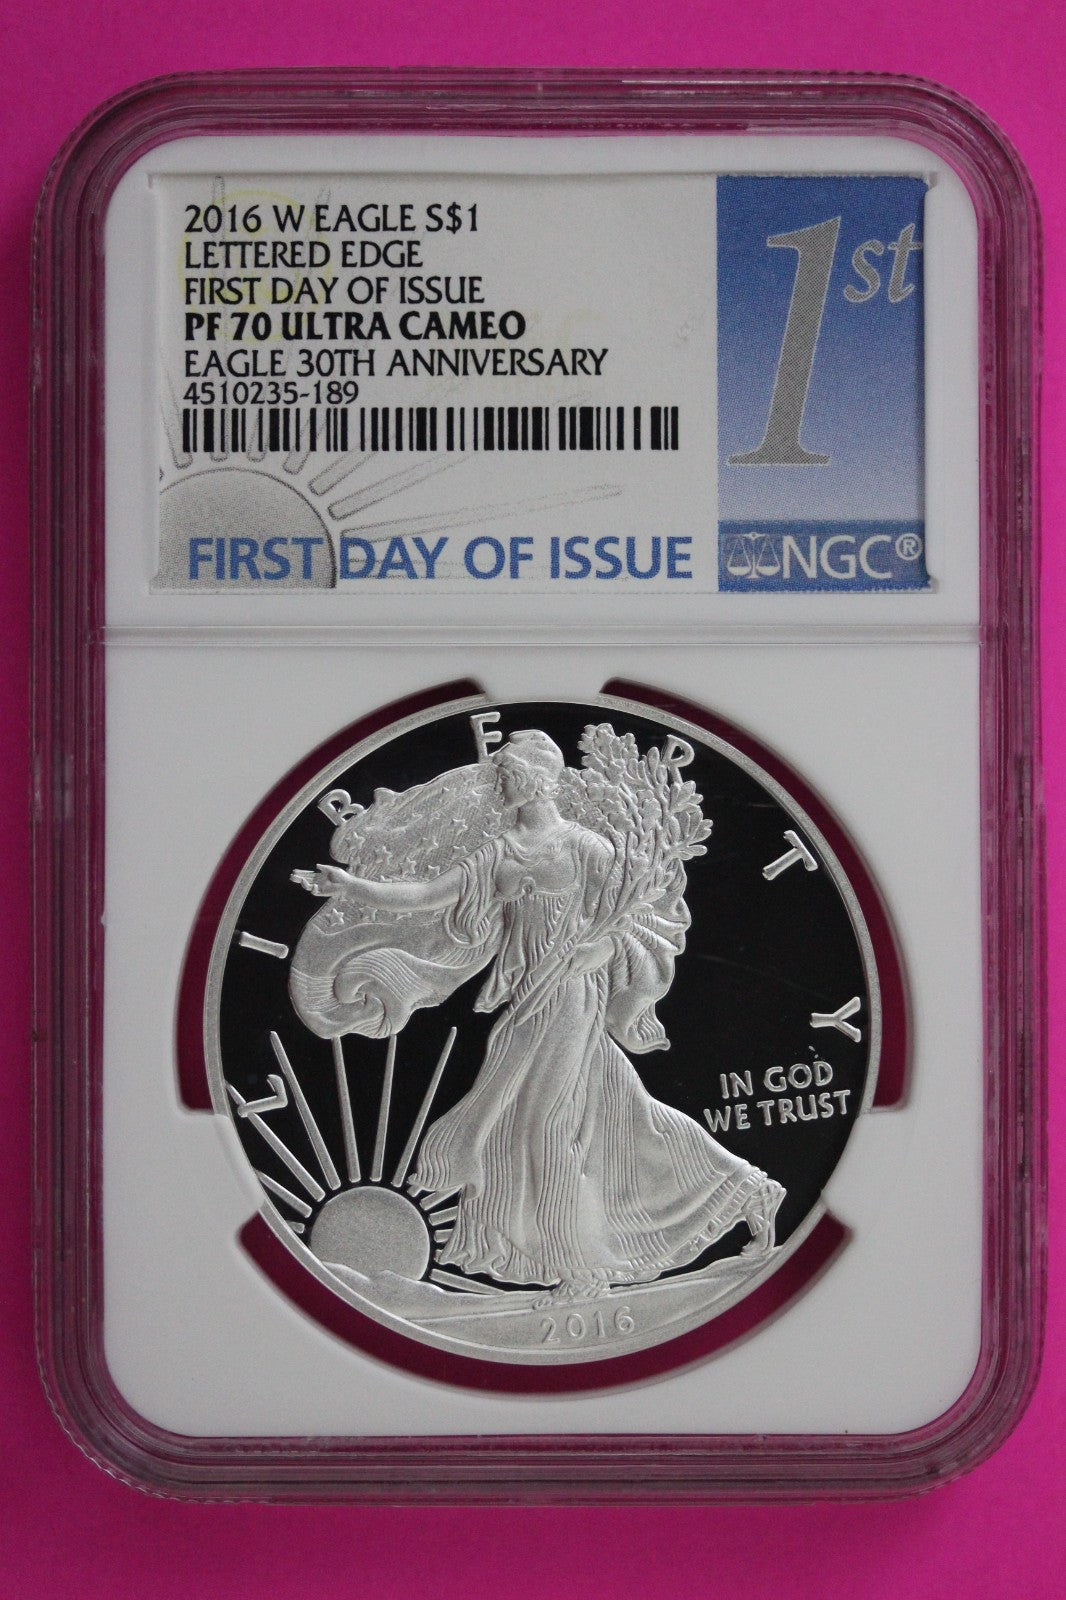 2016 W EAGLE S$1
LETTERED EDGE
FIRST DAY OF ISSUE
PF 70 ULTRA CAMEO
EAGLE 30TH ANNIVERSARY
4510235-189
FIRST DAY OF ISSUE
1st
NGC®
LIBERTY
IN GOD
WE TRUST
2016